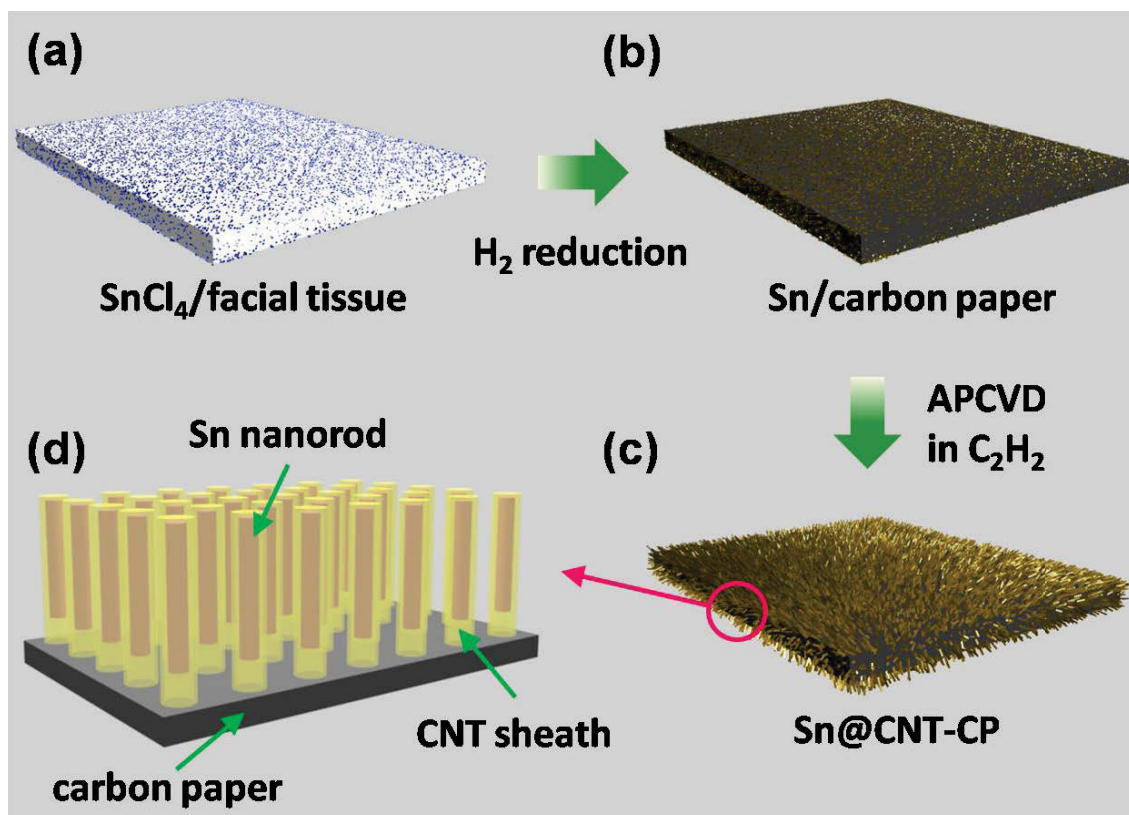 (a)
(b)
H₂ reduction
SnCl₄/facial tissue
Sn/carbon paper
APCVD
in C₂H₂
(d)
Sn nanorod
(c)
CNT sheath
carbon paper
Sn@CNT-CP